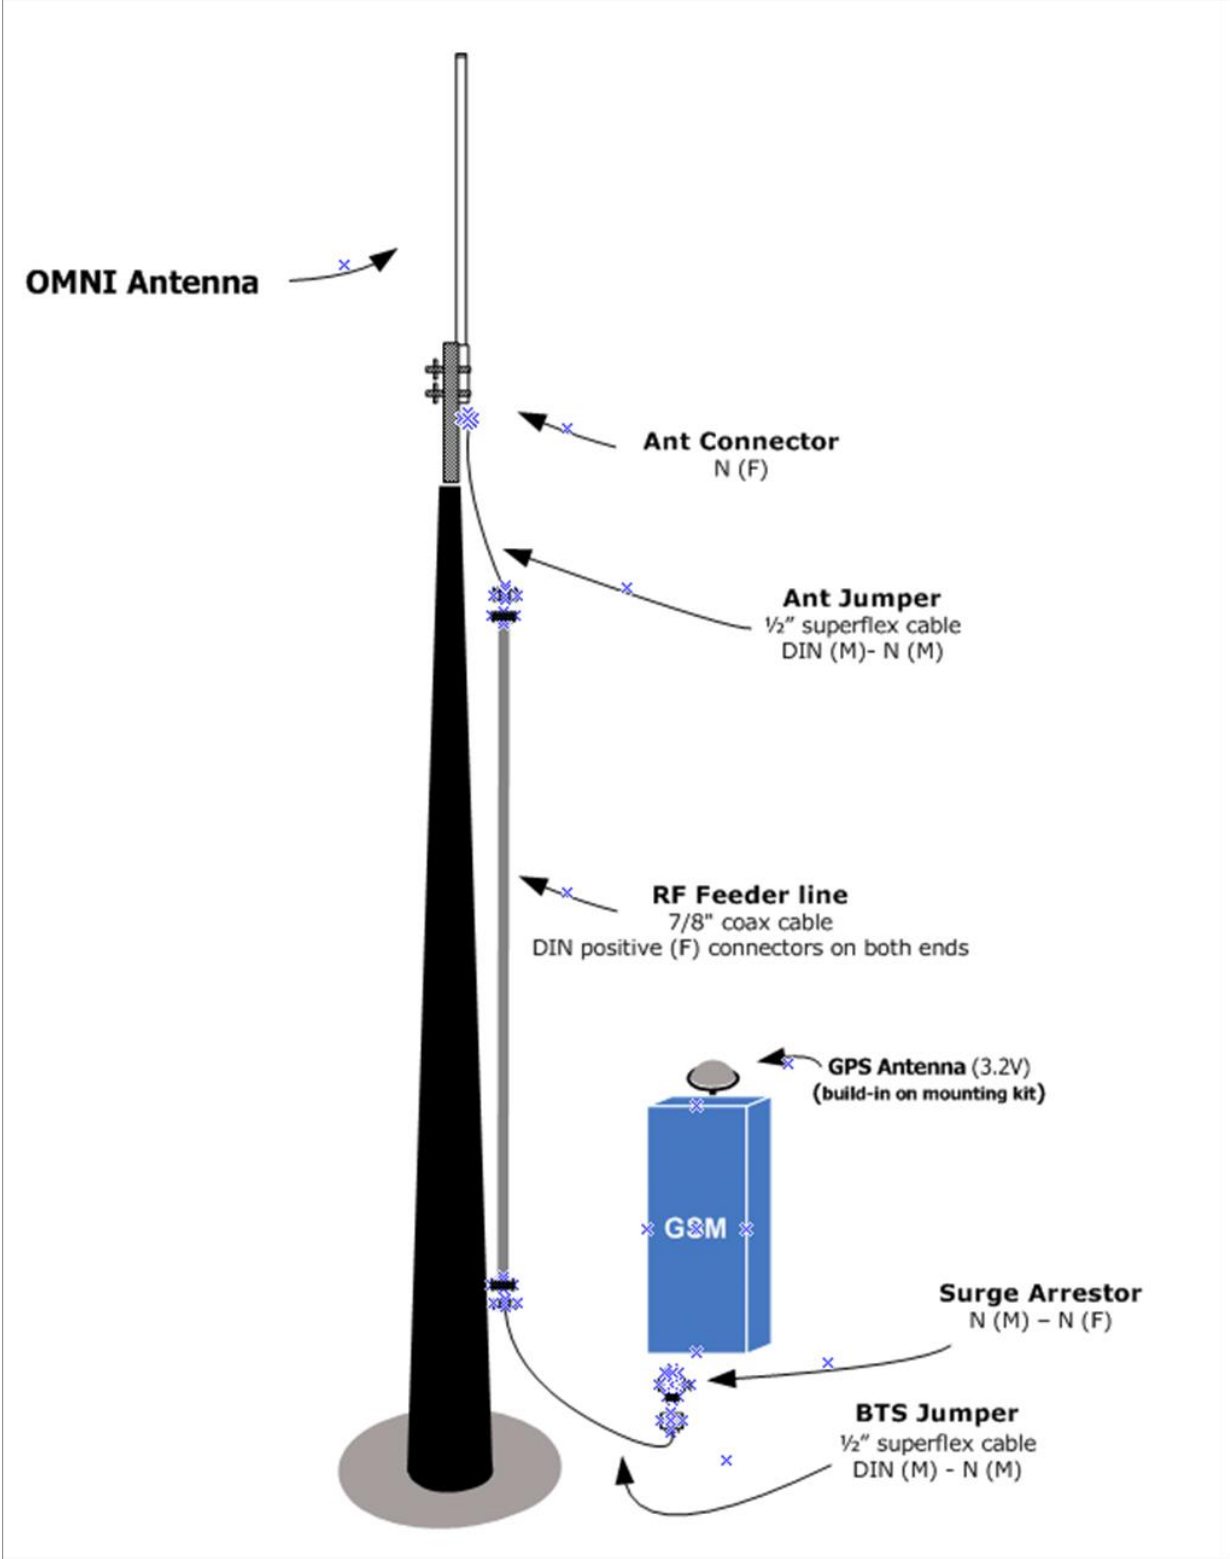 OMNI Antenna
Ant Connector
N (F)
Ant Jumper
½” superflex cable
DIN (M)- N (M)
RF Feeder line
7/8" coax cable
DIN positive (F) connectors on both ends
GPS Antenna (3.2V)
(build-in on mounting kit)
GSM
Surge Arrestor
N (M) – N (F)
BTS Jumper
½” superflex cable
DIN (M) - N (M)